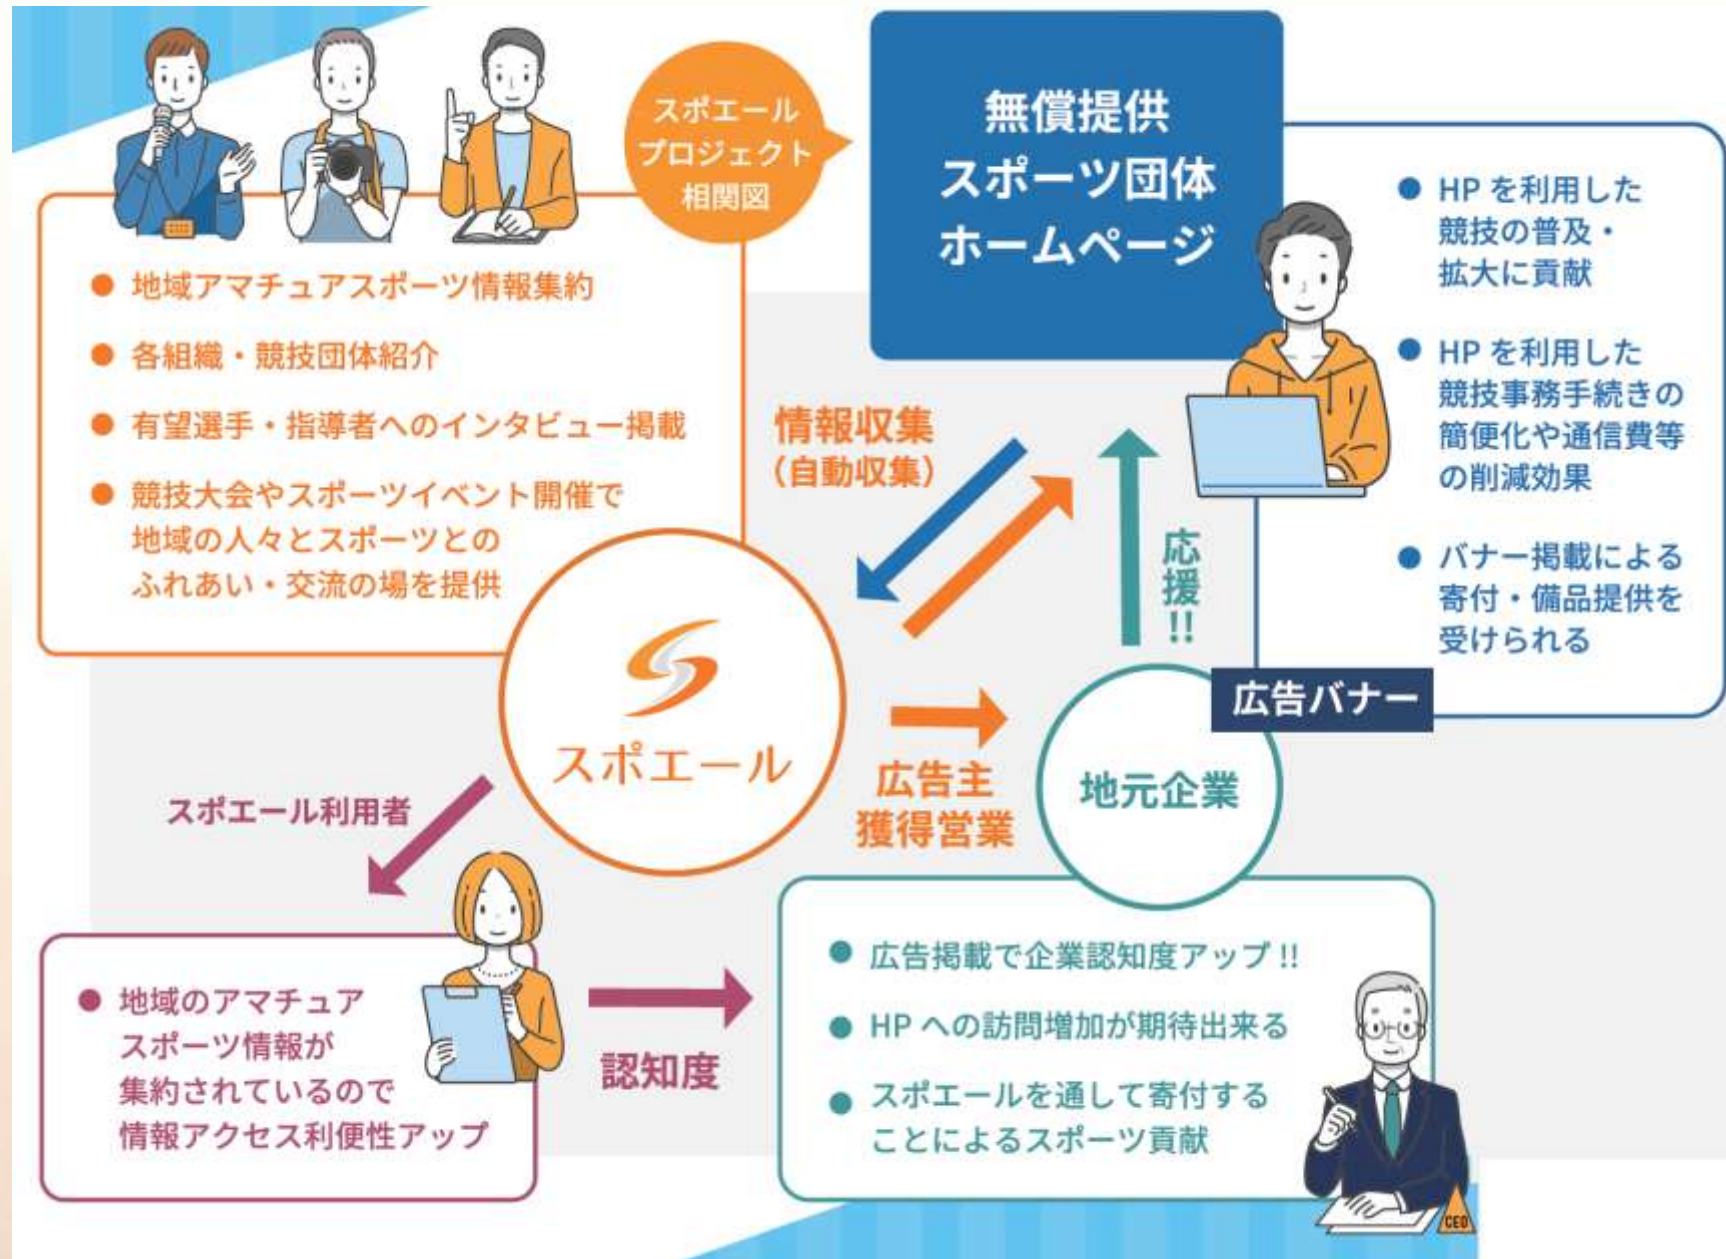 スポエール
プロジェクト
相関図
無償提供
スポーツ団体
ホームページ
● 地域アマチュアスポーツ情報集約
● 各組織・競技団体紹介
● 有望選手・指導者へのインタビュー掲載
● 競技大会やスポーツイベント開催で
地域の人々とスポーツとの
ふれあい・交流の場を提供
● HP を利用した
競技の普及・
拡大に貢献
● HP を利用した
競技事務手続きの
簡便化や通信費等
の削減効果
● バナー掲載による
寄付・備品提供を
受けられる
情報収集
（自動収集）
応援!!
広告バナー
スポエール
広告主
獲得営業
地元企業
スポエール利用者
● 地域のアマチュア
スポーツ情報が
集約されているので
情報アクセス利便性アップ
認知度
● 広告掲載で企業認知度アップ !!
● HP への訪問増加が期待出来る
● スポエールを通して寄付する
ことによるスポーツ貢献
CEO